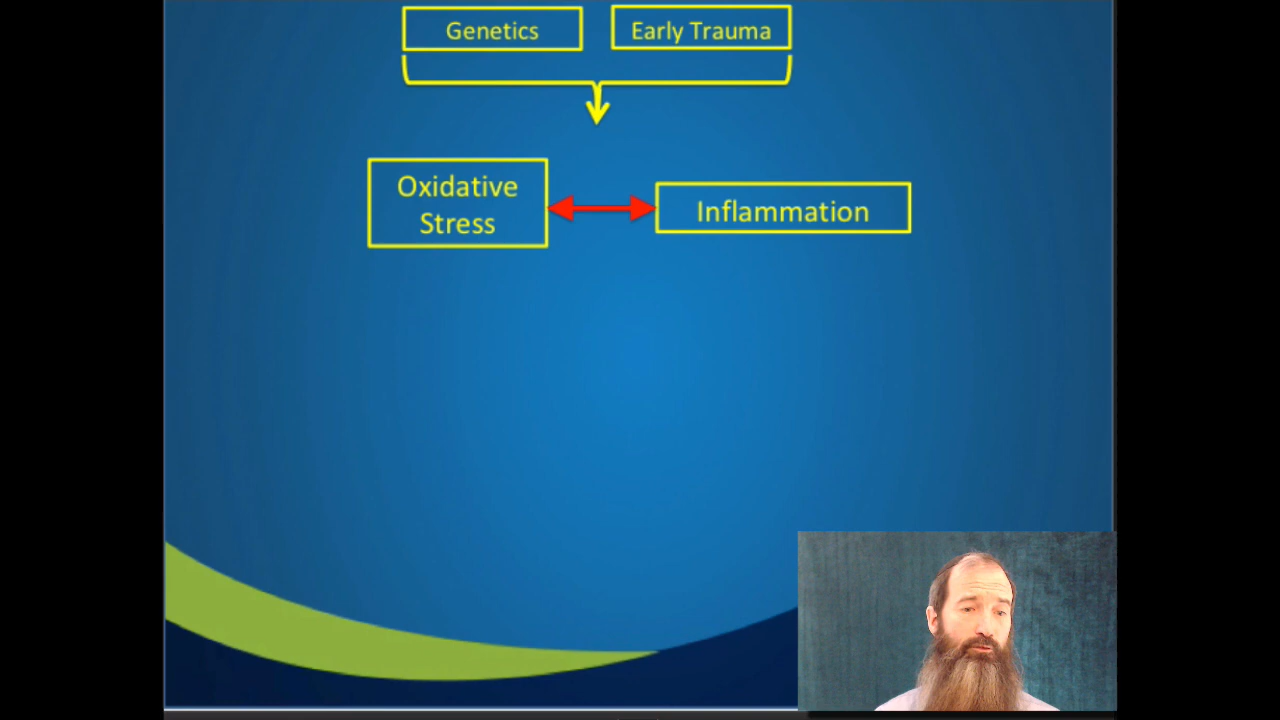 Genetics
Early Trauma
Oxidative
Stress
Inflammation